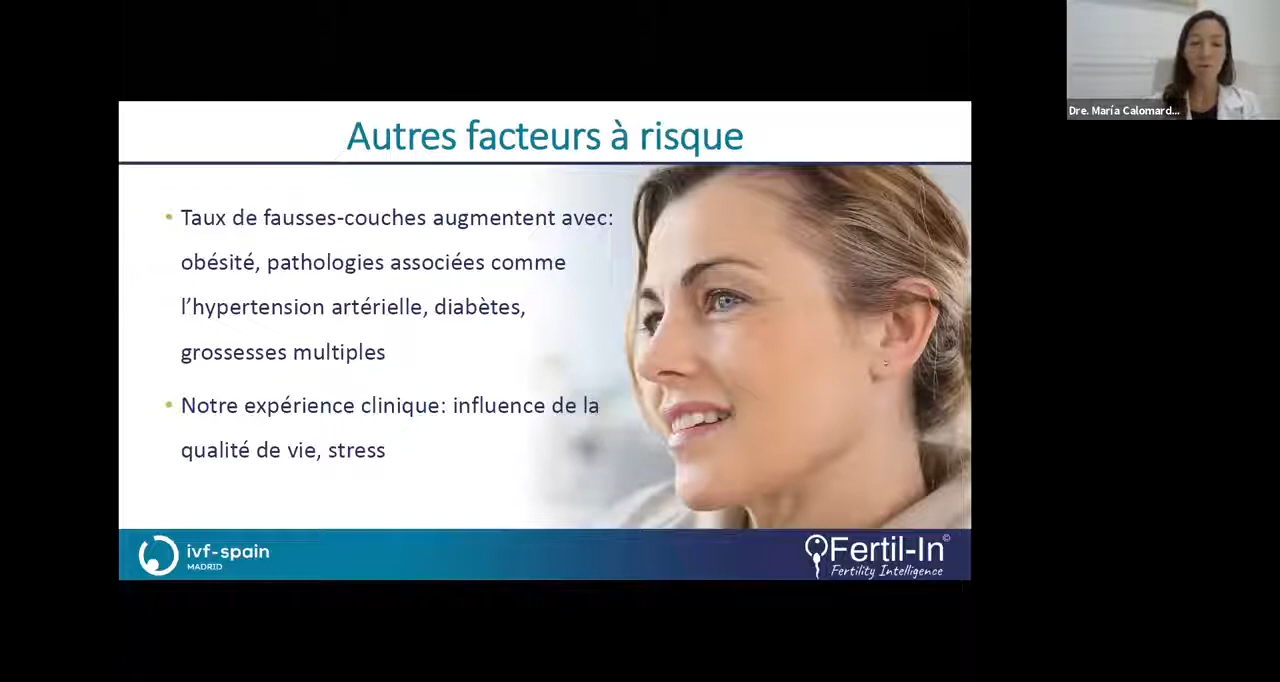 Autres facteurs à risque
• Taux de fausses-couches augmentent avec:
obésité, pathologies associées comme
l’hypertension artérielle, diabètes,
grossesses multiples
• Notre expérience clinique: influence de la
qualité de vie, stress
ivf-spain
MADRID
Fertil-In©
Fertility Intelligence
Dre. María Calomard...